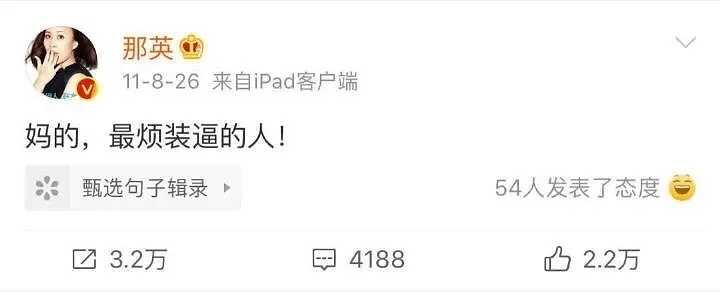 那英
11-8-26 来自iPad客户端
妈的，最烦装逼的人！
甄选句子辑录
54人发表了态度
3.2万 4188 2.2万